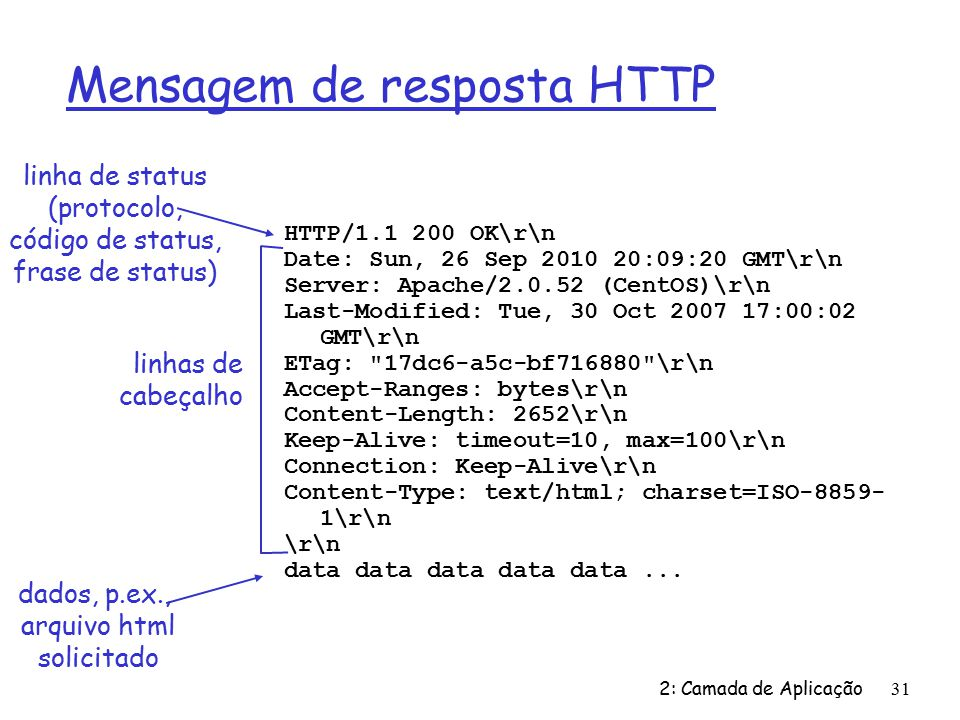 Mensagem de resposta HTTP
linha de status
(protocolo,
código de status,
frase de status)
HTTP/1.1 200 OK\r\n
Date: Sun, 26 Sep 2010 20:09:20 GMT\r\n
Server: Apache/2.0.52 (CentOS)\r\n
Last-Modified: Tue, 30 Oct 2007 17:00:02
GMT\r\n
ETag: "17dc6-a5c-bf716880"\r\n
Accept-Ranges: bytes\r\n
Content-Length: 2652\r\n
Keep-Alive: timeout=10, max=100\r\n
Connection: Keep-Alive\r\n
Content-Type: text/html; charset=ISO-8859-
1\r\n
\r\n
data data data data data ...
linhas de
cabeçalho
dados, p.ex.,
arquivo html
solicitado
2: Camada de Aplicação 31